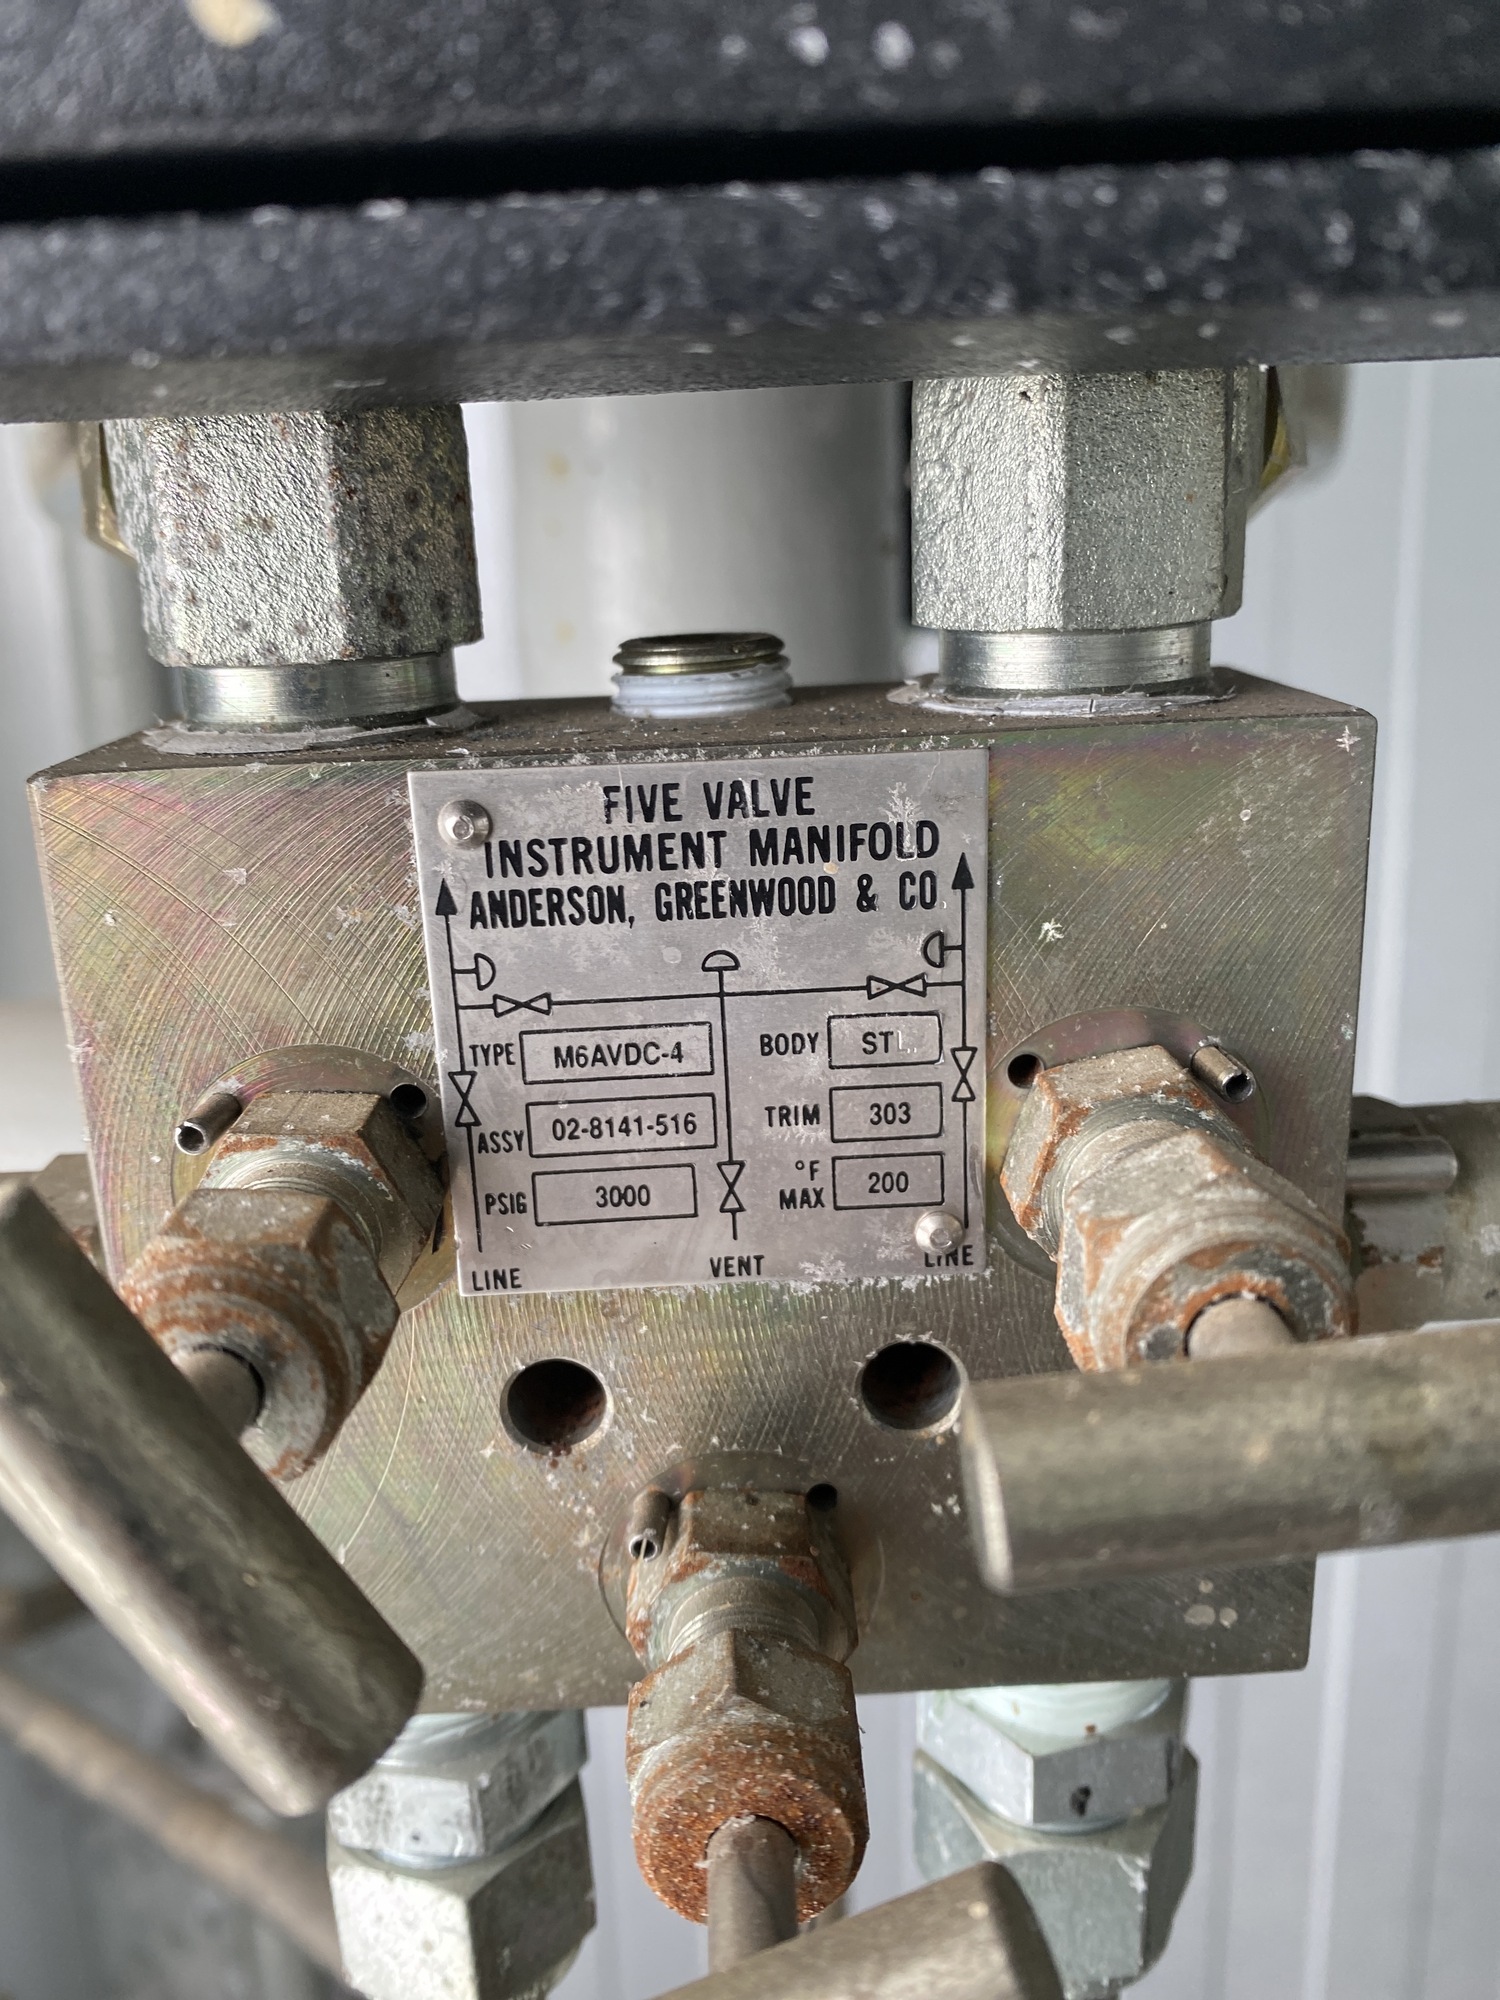 FIVE VALVE
INSTRUMENT MANIFOLD
ANDERSON, GREENWOOD & CO
TYPE M6AVDC-4 BODY
ASSY 02-8141-516 TRIM 303
PSIG 3000 °F MAX 200
LINE VENT LINE